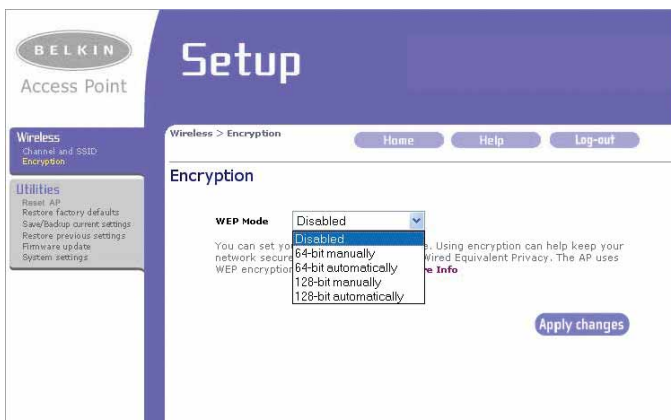 BELKIN
Access Point
Setup
Wireless
Channel and SSID
Encryption
Utilities
Reset AP
Restore factory defaults
Save/Backup current settings
Restore previous settings
Firmware update
System settings
Wireless > Encryption
Home
Help
Log-out
Encryption
WEP Mode
Disabled
Disabled
64-bit manually
64-bit automatically
128-bit manually
128-bit automatically
You can set yo e. Using encryption can help keep your
network secure Wired Equivalent Privacy. The AP uses
WEP encryption re Info
Apply changes